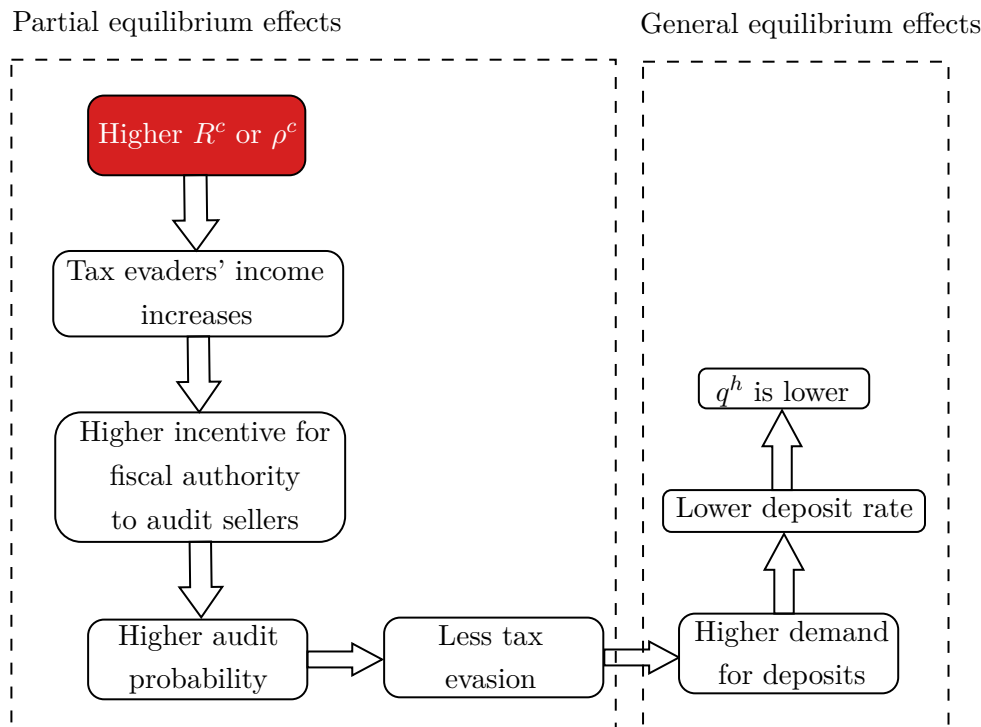 Partial equilibrium effects
General equilibrium effects
Higher R^c or ρ^c
Tax evaders' income
increases
Higher incentive for
fiscal authority
to audit sellers
Higher audit
probability
Less tax
evasion
Higher demand
for deposits
Lower deposit rate
q^h is lower